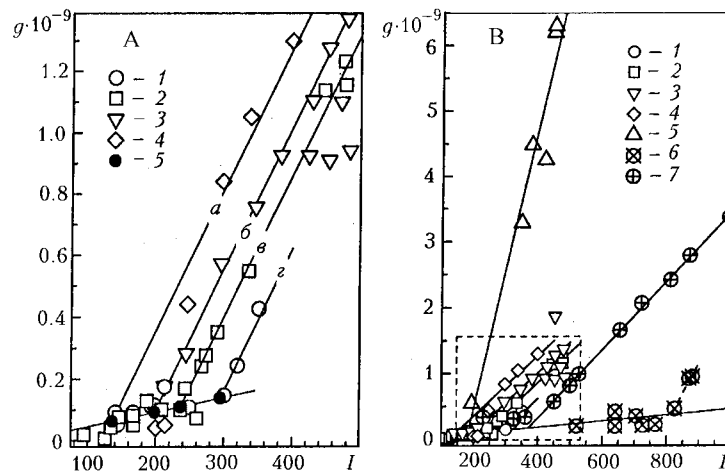 g·10⁻⁹
A
1.2
1.0
0.8
0.6
0.4
0.2
0
100
200
300
400
I
○ – 1
□ – 2
▽ – 3
◇ – 4
● – 5
а
б
в
г
g·10⁻⁹
B
6
5
4
3
2
1
0
200
400
600
800
I
○ – 1
□ – 2
▽ – 3
◇ – 4
△ – 5
⊠ – 6
⊕ – 7